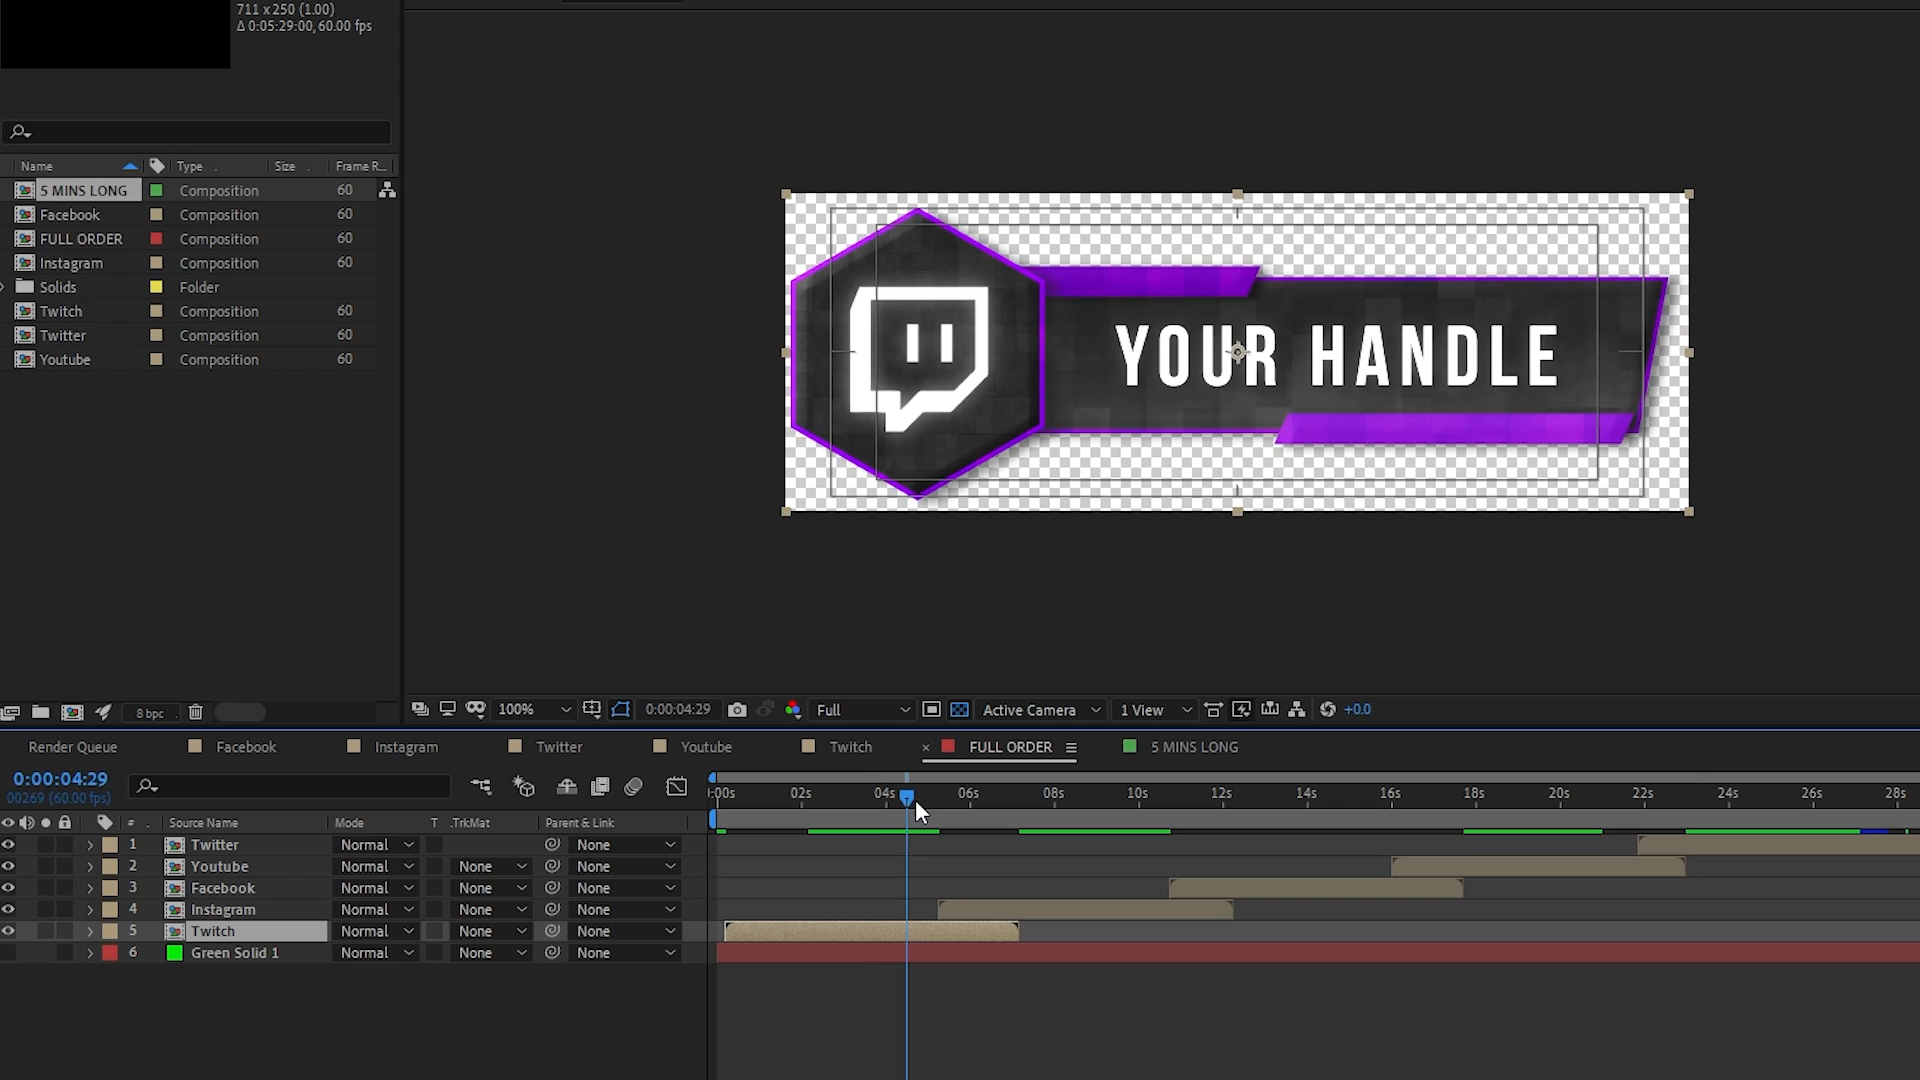 711 x 250 (1.00)
Δ 0:05:29:00, 60.00 fps
Name Type Size Frame R...
5 MINS LONG Composition 60
Facebook Composition 60
FULL ORDER Composition 60
Instagram Composition 60
Solids Folder
Twitch Composition 60
Twitter Composition 60
Youtube Composition 60
YOUR HANDLE
8 bpc
100% 0:00:04:29 Full Active Camera 1 View +0.0
Render Queue Facebook Instagram Twitter Youtube Twitch × FULL ORDER 5 MINS LONG
0:00:04:29
00269 (60.00 fps)
:00s 02s 04s 06s 08s 10s 12s 14s 16s 18s 20s 22s 24s 26s 28s
# Source Name Mode T .TrkMat Parent & Link
1 Twitter Normal None
2 Youtube Normal None None
3 Facebook Normal None None
4 Instagram Normal None None
5 Twitch Normal None None
6 Green Solid 1 Normal None None